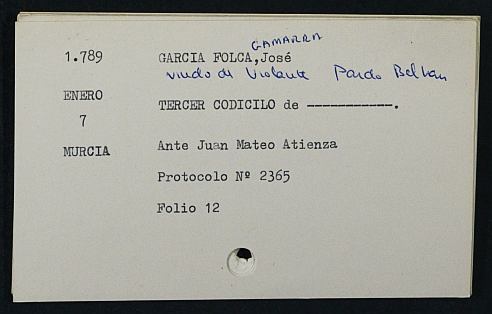 GAMARRA
1.789 GARCIA FOLCA, José
viudo de Violante Pardo Beltran
ENERO TERCER CODICILO de -----------.
7
MURCIA Ante Juan Mateo Atienza
Protocolo Nº 2365
Folio 12